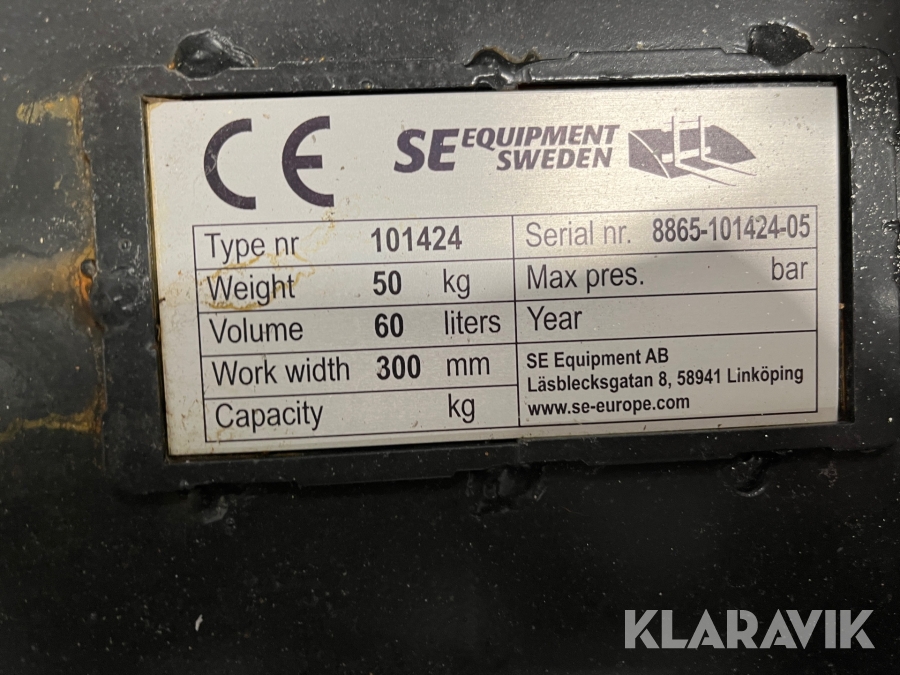 CE
SE EQUIPMENT
SWEDEN
Type nr 101424
Weight 50 kg
Volume 60 liters
Work width 300 mm
Capacity kg
Serial nr. 8865-101424-05
Max pres. bar
Year
SE Equipment AB
Läsblecksgatan 8, 58941 Linköping
www.se-europe.com
KLARAVIK